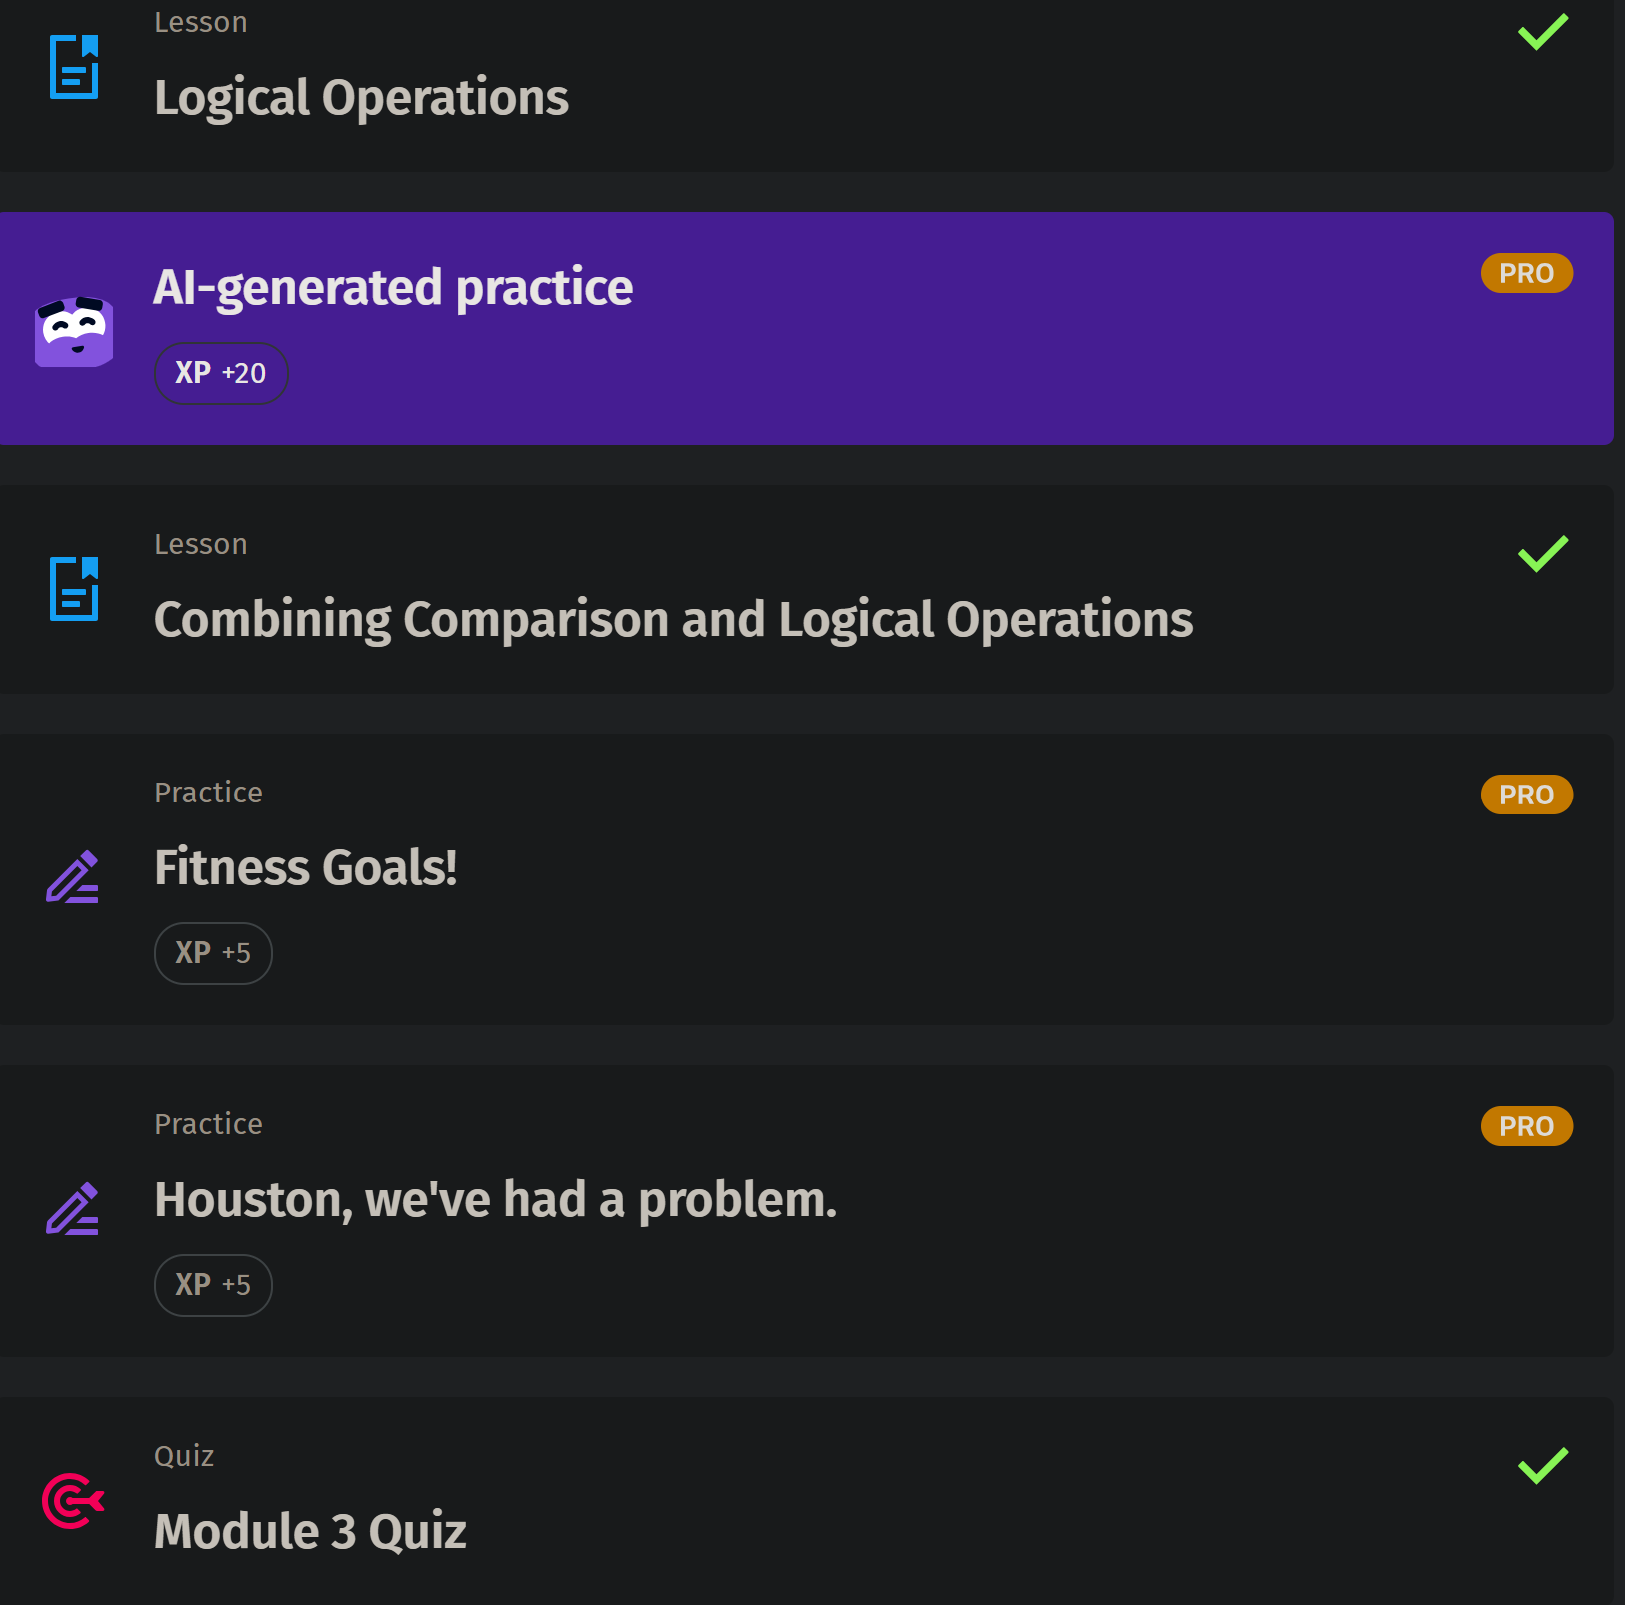 Lesson
Logical Operations
AI-generated practice
PRO
XP +20
Lesson
Combining Comparison and Logical Operations
Practice
PRO
Fitness Goals!
XP +5
Practice
PRO
Houston, we've had a problem.
XP +5
Quiz
Module 3 Quiz